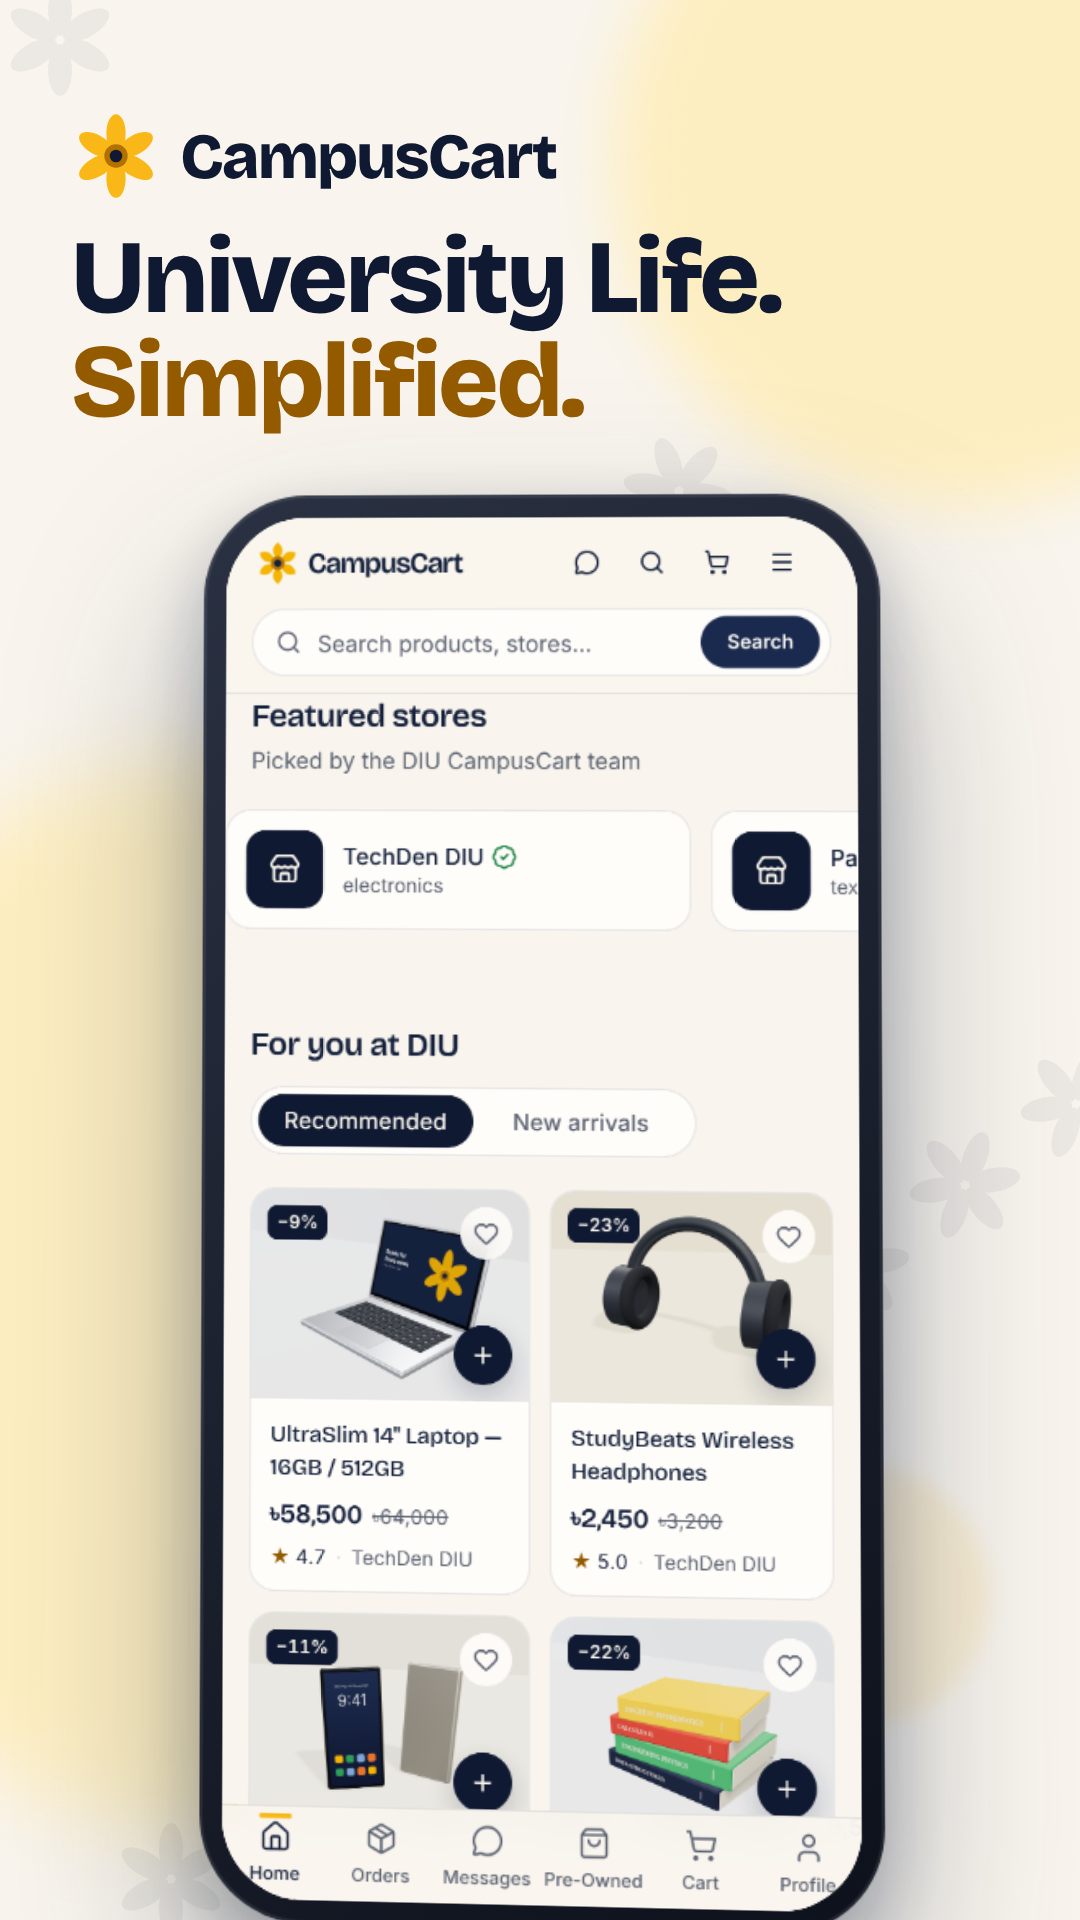 CampusCart
University Life.
Simplified.
CampusCart
Search products, stores...
Search
Featured stores
Picked by the DIU CampusCart team
TechDen DIU
electronics
Pa
tex
For you at DIU
Recommended
New arrivals
-9%
-23%
UltraSlim 14" Laptop —
16GB / 512GB
৳58,500 ৳64,000
★ 4.7 · TechDen DIU
StudyBeats Wireless
Headphones
৳2,450 ৳3,200
★ 5.0 · TechDen DIU
-11%
9:41
-22%
Home
Orders
Messages
Pre-Owned
Cart
Profile